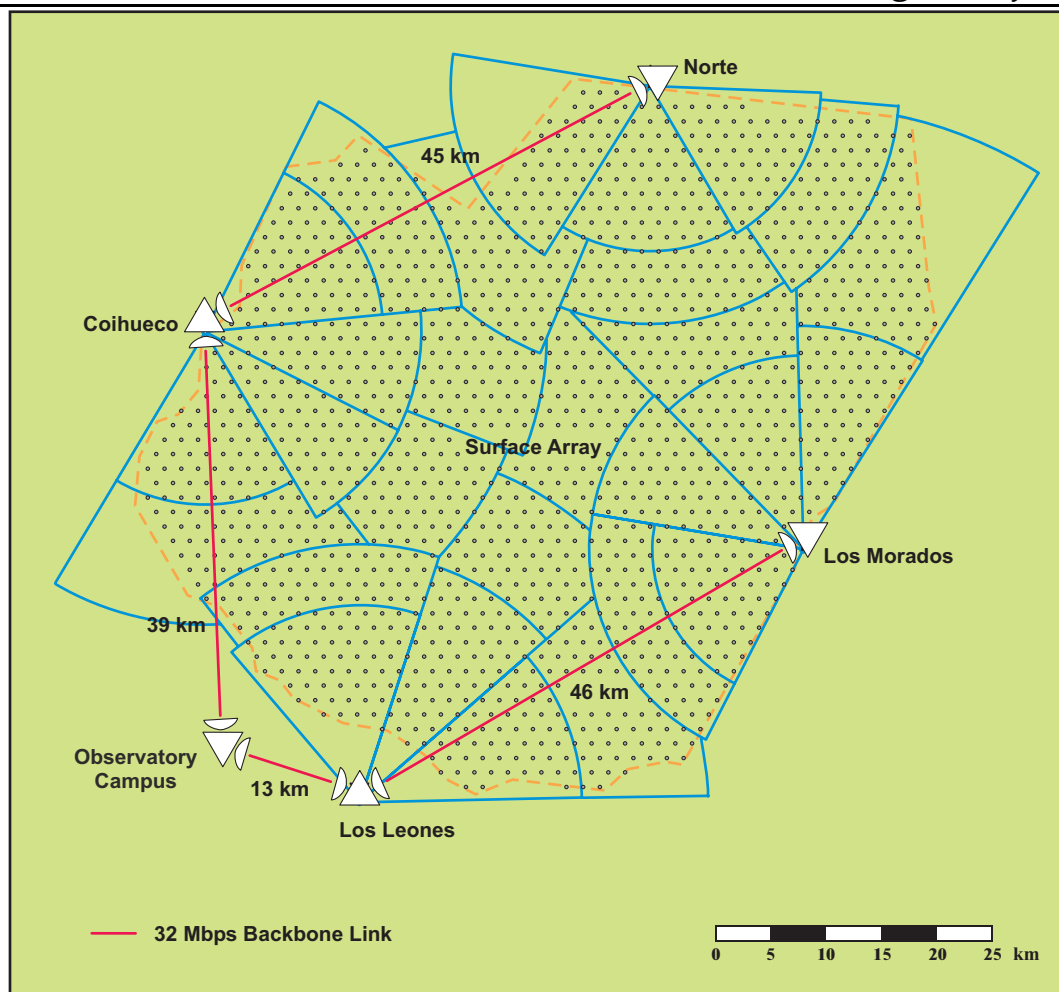 Norte
45 km
Coihueco
Surface Array
Los Morados
39 km
46 km
Observatory
Campus
13 km
Los Leones
32 Mbps Backbone Link
0 5 10 15 20 25 km